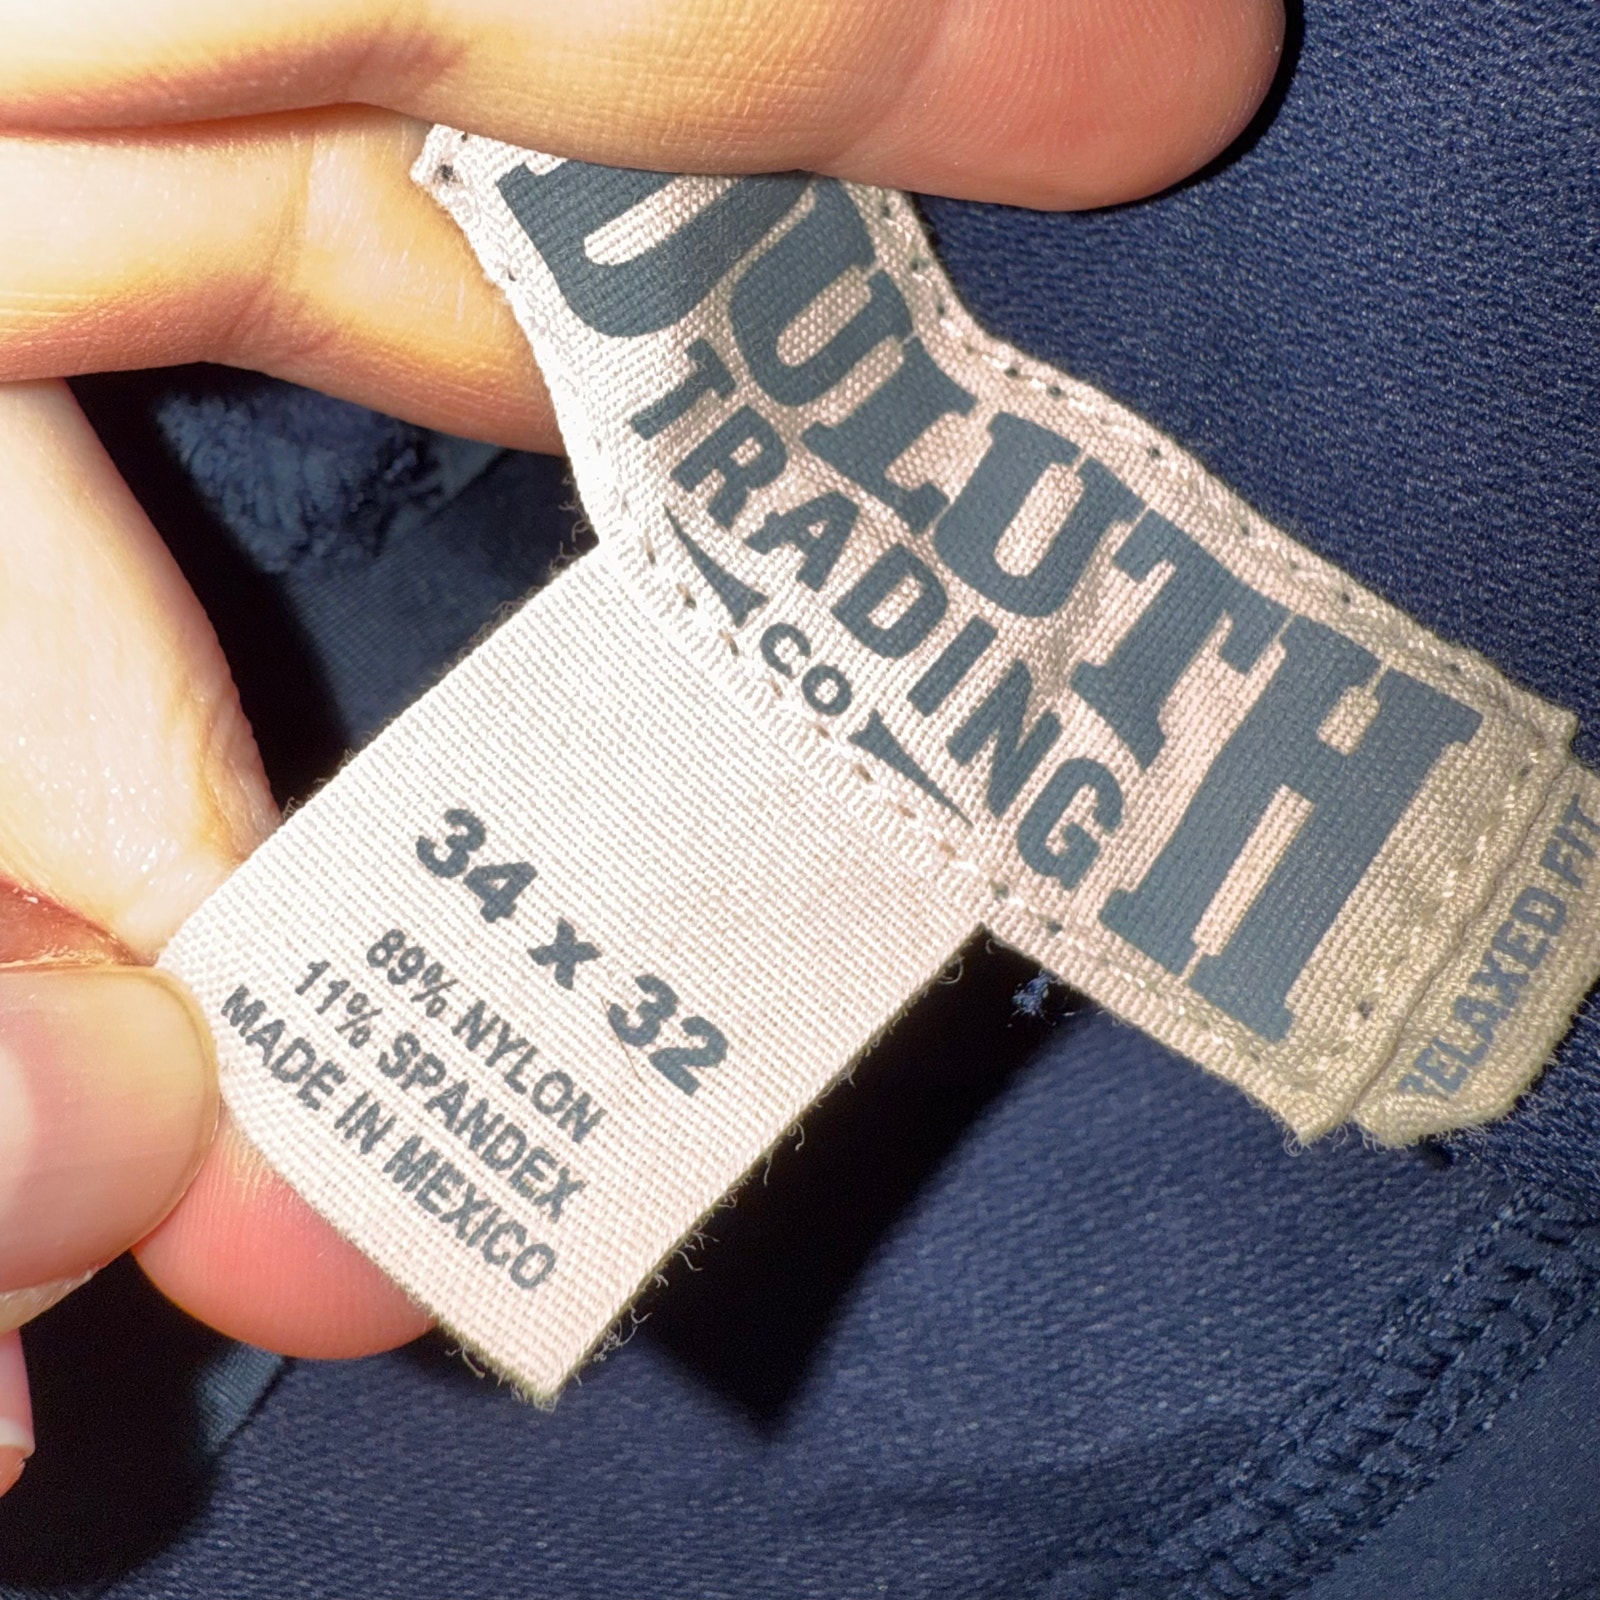 DULUTH
TRADING
CO
34 x 32
89% NYLON
11% SPANDEX
MADE IN MEXICO
RELAXED FIT